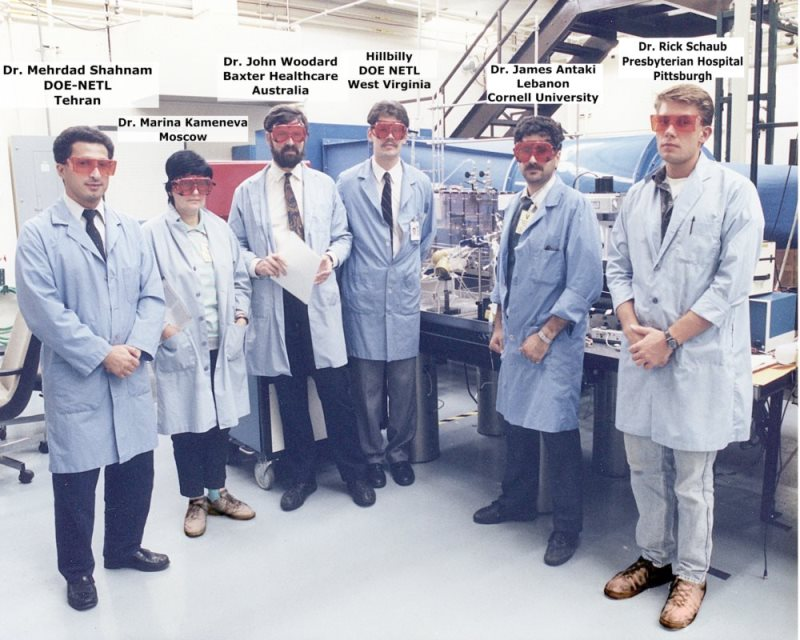 Dr. Mehrdad Shahnam
DOE-NETL
Tehran
Dr. Marina Kameneva
Moscow
Dr. John Woodard
Baxter Healthcare
Australia
Hillbilly
DOE NETL
West Virginia
Dr. James Antaki
Lebanon
Cornell University
Dr. Rick Schaub
Presbyterian Hospital
Pittsburgh